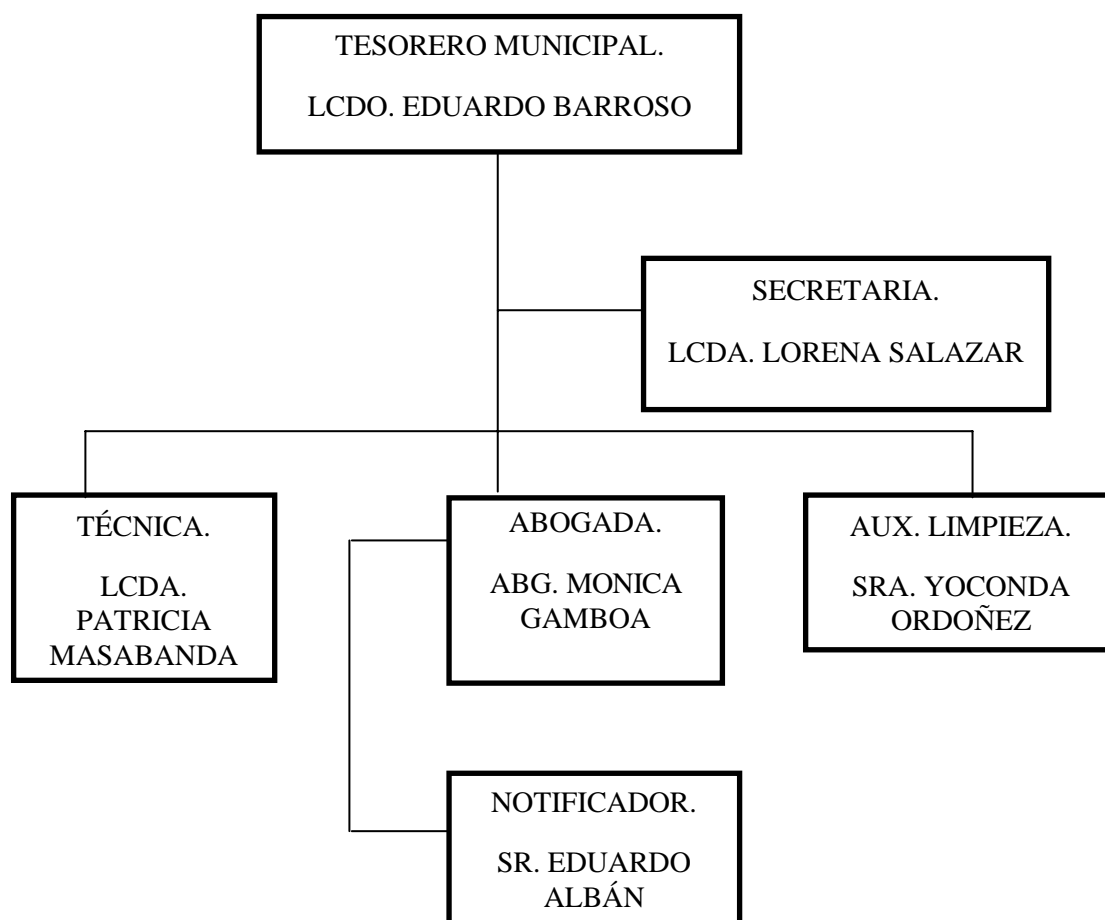 TESORERO MUNICIPAL.
LCDO. EDUARDO BARROSO
SECRETARIA.
LCDA. LORENA SALAZAR
TÉCNICA.
LCDA.
PATRICIA
MASABANDA
ABOGADA.
ABG. MONICA
GAMBOA
AUX. LIMPIEZA.
SRA. YOCONDA
ORDOÑEZ
NOTIFICADOR.
SR. EDUARDO
ALBÁN